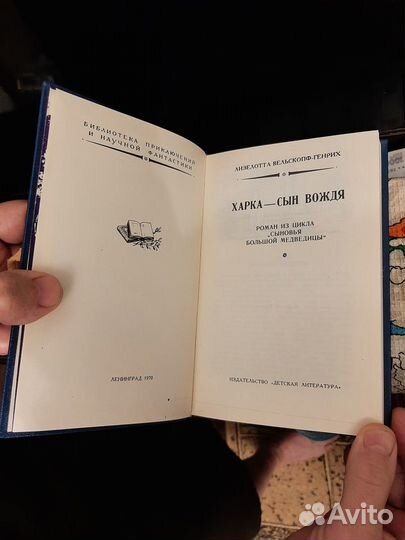 БИБЛИОТЕКА ПРИКЛЮЧЕНИЙ
И НАУЧНОЙ ФАНТАСТИКИ
ЛЕНИНГРАД 1970
ЛИЗЕЛОТТА ВЕЛЬСКОПФ-ГЕНРИХ
ХАРКА — СЫН ВОЖДЯ
РОМАН ИЗ ЦИКЛА
„СЫНОВЬЯ
БОЛЬШОЙ МЕДВЕДИЦЫ“
ИЗДАТЕЛЬСТВО «ДЕТСКАЯ ЛИТЕРАТУРА»
Avito